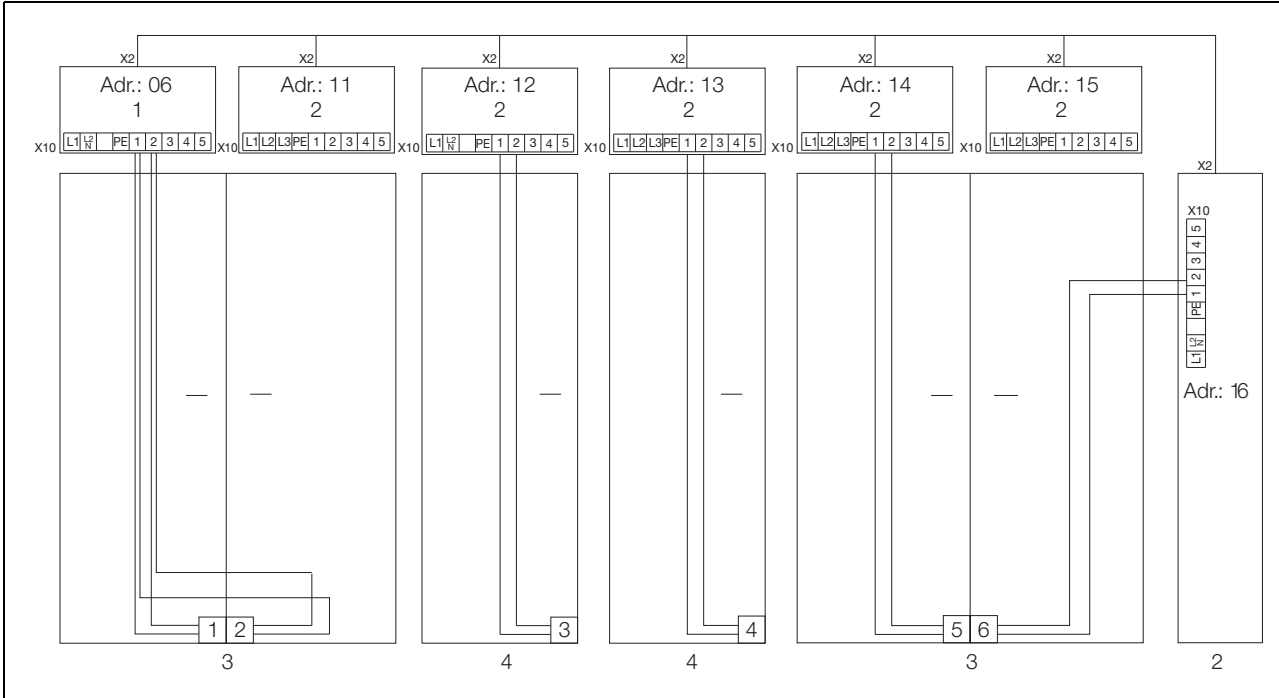 X2 X2 X2 X2 X2 X2
Adr.: 06 Adr.: 11 Adr.: 12 Adr.: 13 Adr.: 14 Adr.: 15
1 2 2 2 2 2
X10 L1 L2 N PE 1 2 3 4 5
X10 L1 L2 L3 PE 1 2 3 4 5
X10 L1 L2 N PE 1 2 3 4 5
X10 L1 L2 L3 PE 1 2 3 4 5
X10 L1 L2 L3 PE 1 2 3 4 5
X10 L1 L2 L3 PE 1 2 3 4 5
X2
X10
5
4
3
2
1
PE
L2 N
L1
Adr.: 16
1 2 3 4 5 6
3 4 4 3 2